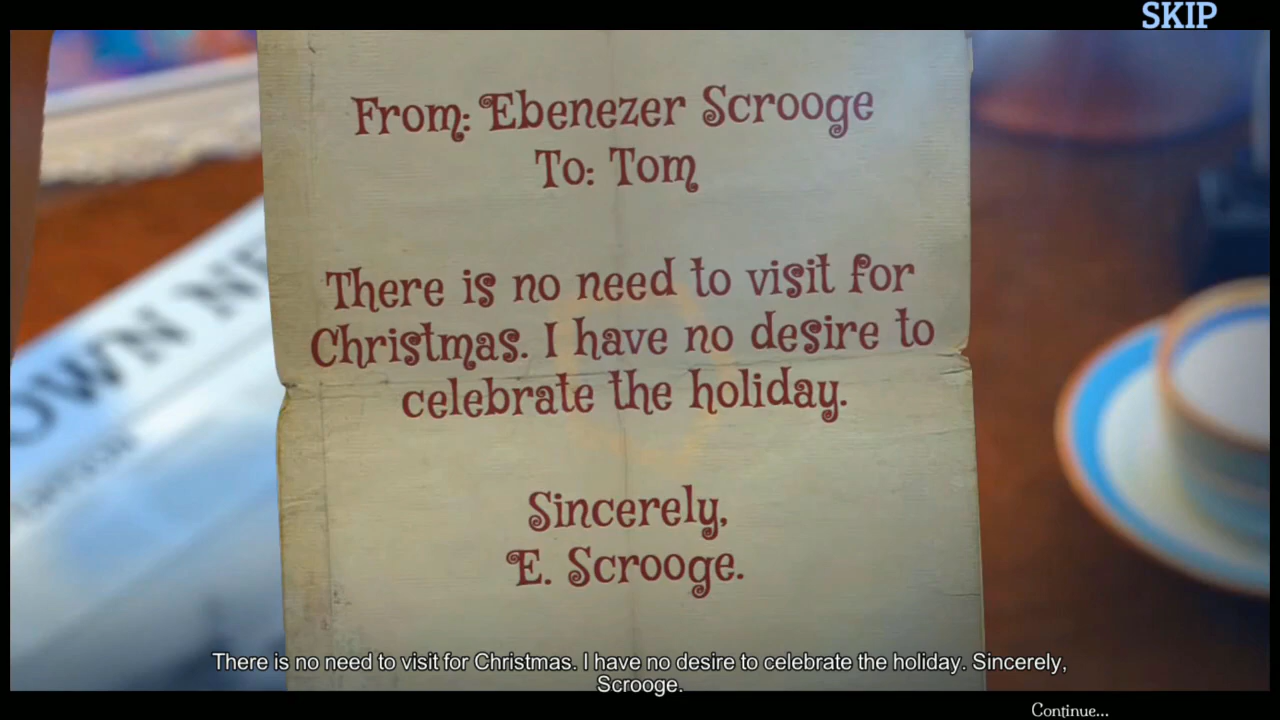 SKIP
From: Ebenezer Scrooge
To: Tom
There is no need to visit for
Christmas. I have no desire to
celebrate the holiday.
Sincerely,
E. Scrooge.
OWN NE
There is no need to visit for Christmas. I have no desire to celebrate the holiday. Sincerely,
Scrooge.
Continue...